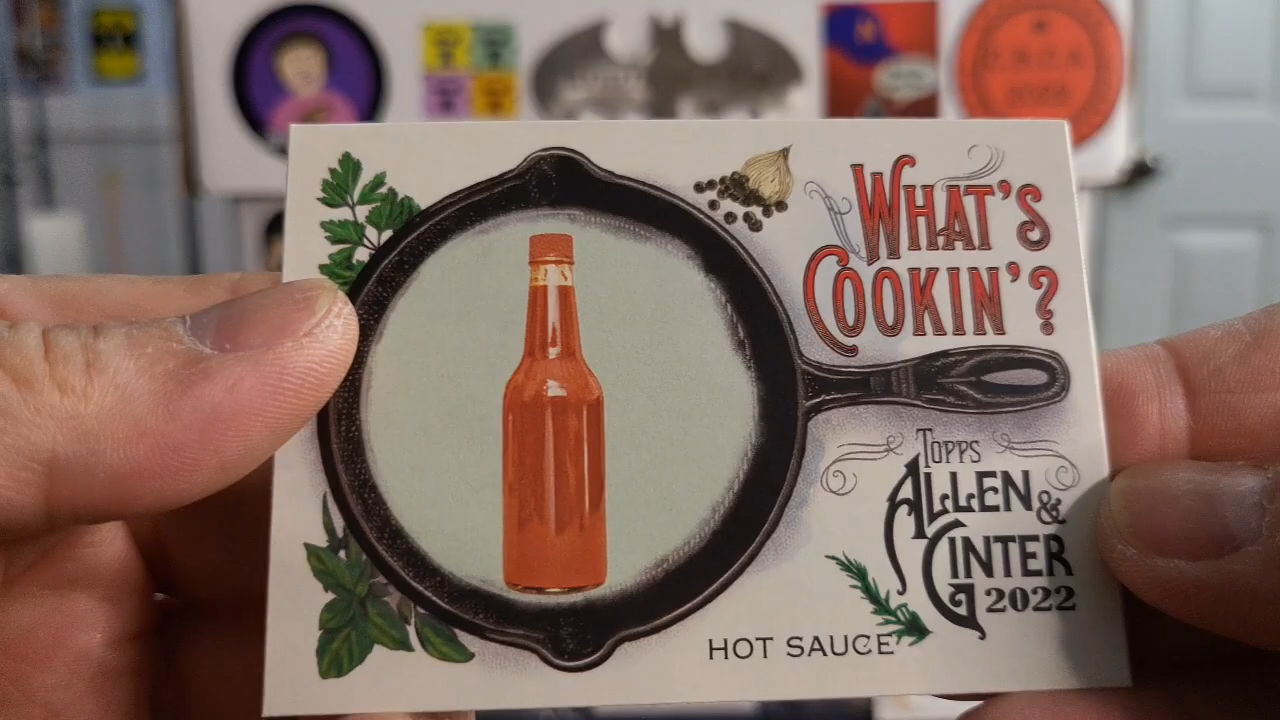 WHAT'S
COOKIN'?
TOPPS
ALLEN &
GINTER
2022
HOT SAUCE